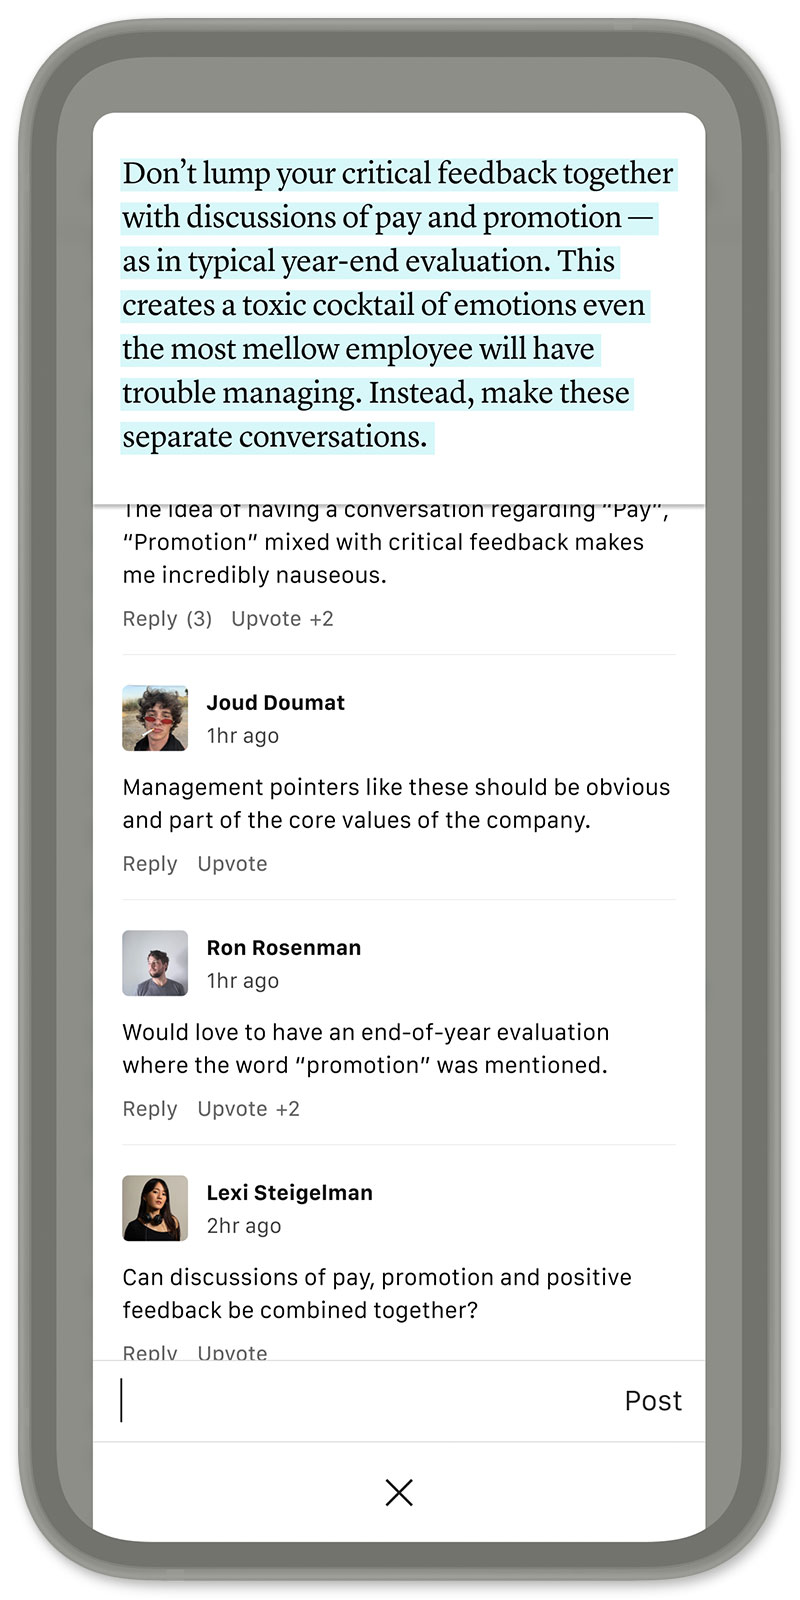 Don’t lump your critical feedback together
with discussions of pay and promotion —
as in typical year-end evaluation. This
creates a toxic cocktail of emotions even
the most mellow employee will have
trouble managing. Instead, make these
separate conversations.
The idea of having a conversation regarding “Pay”,
“Promotion” mixed with critical feedback makes
me incredibly nauseous.
Reply (3) Upvote +2
Joud Doumat
1hr ago
Management pointers like these should be obvious
and part of the core values of the company.
Reply Upvote
Ron Rosenman
1hr ago
Would love to have an end-of-year evaluation
where the word “promotion” was mentioned.
Reply Upvote +2
Lexi Steigelman
2hr ago
Can discussions of pay, promotion and positive
feedback be combined together?
Reply Upvote
Post